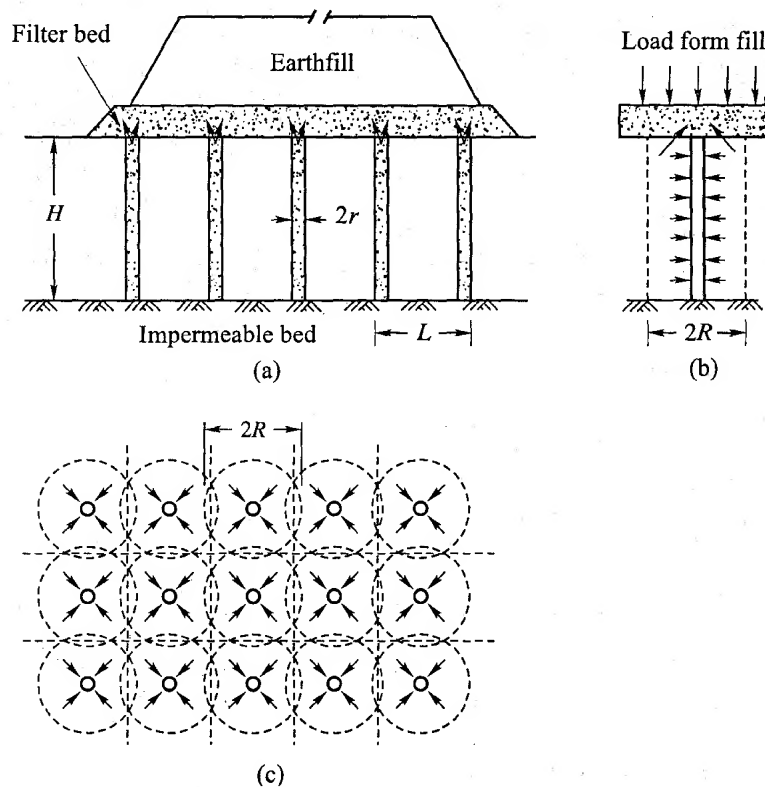 Filter bed
Earthfill
Load form fill
H
2r
Impermeable bed
L
2R
(a)
(b)
2R
(c)